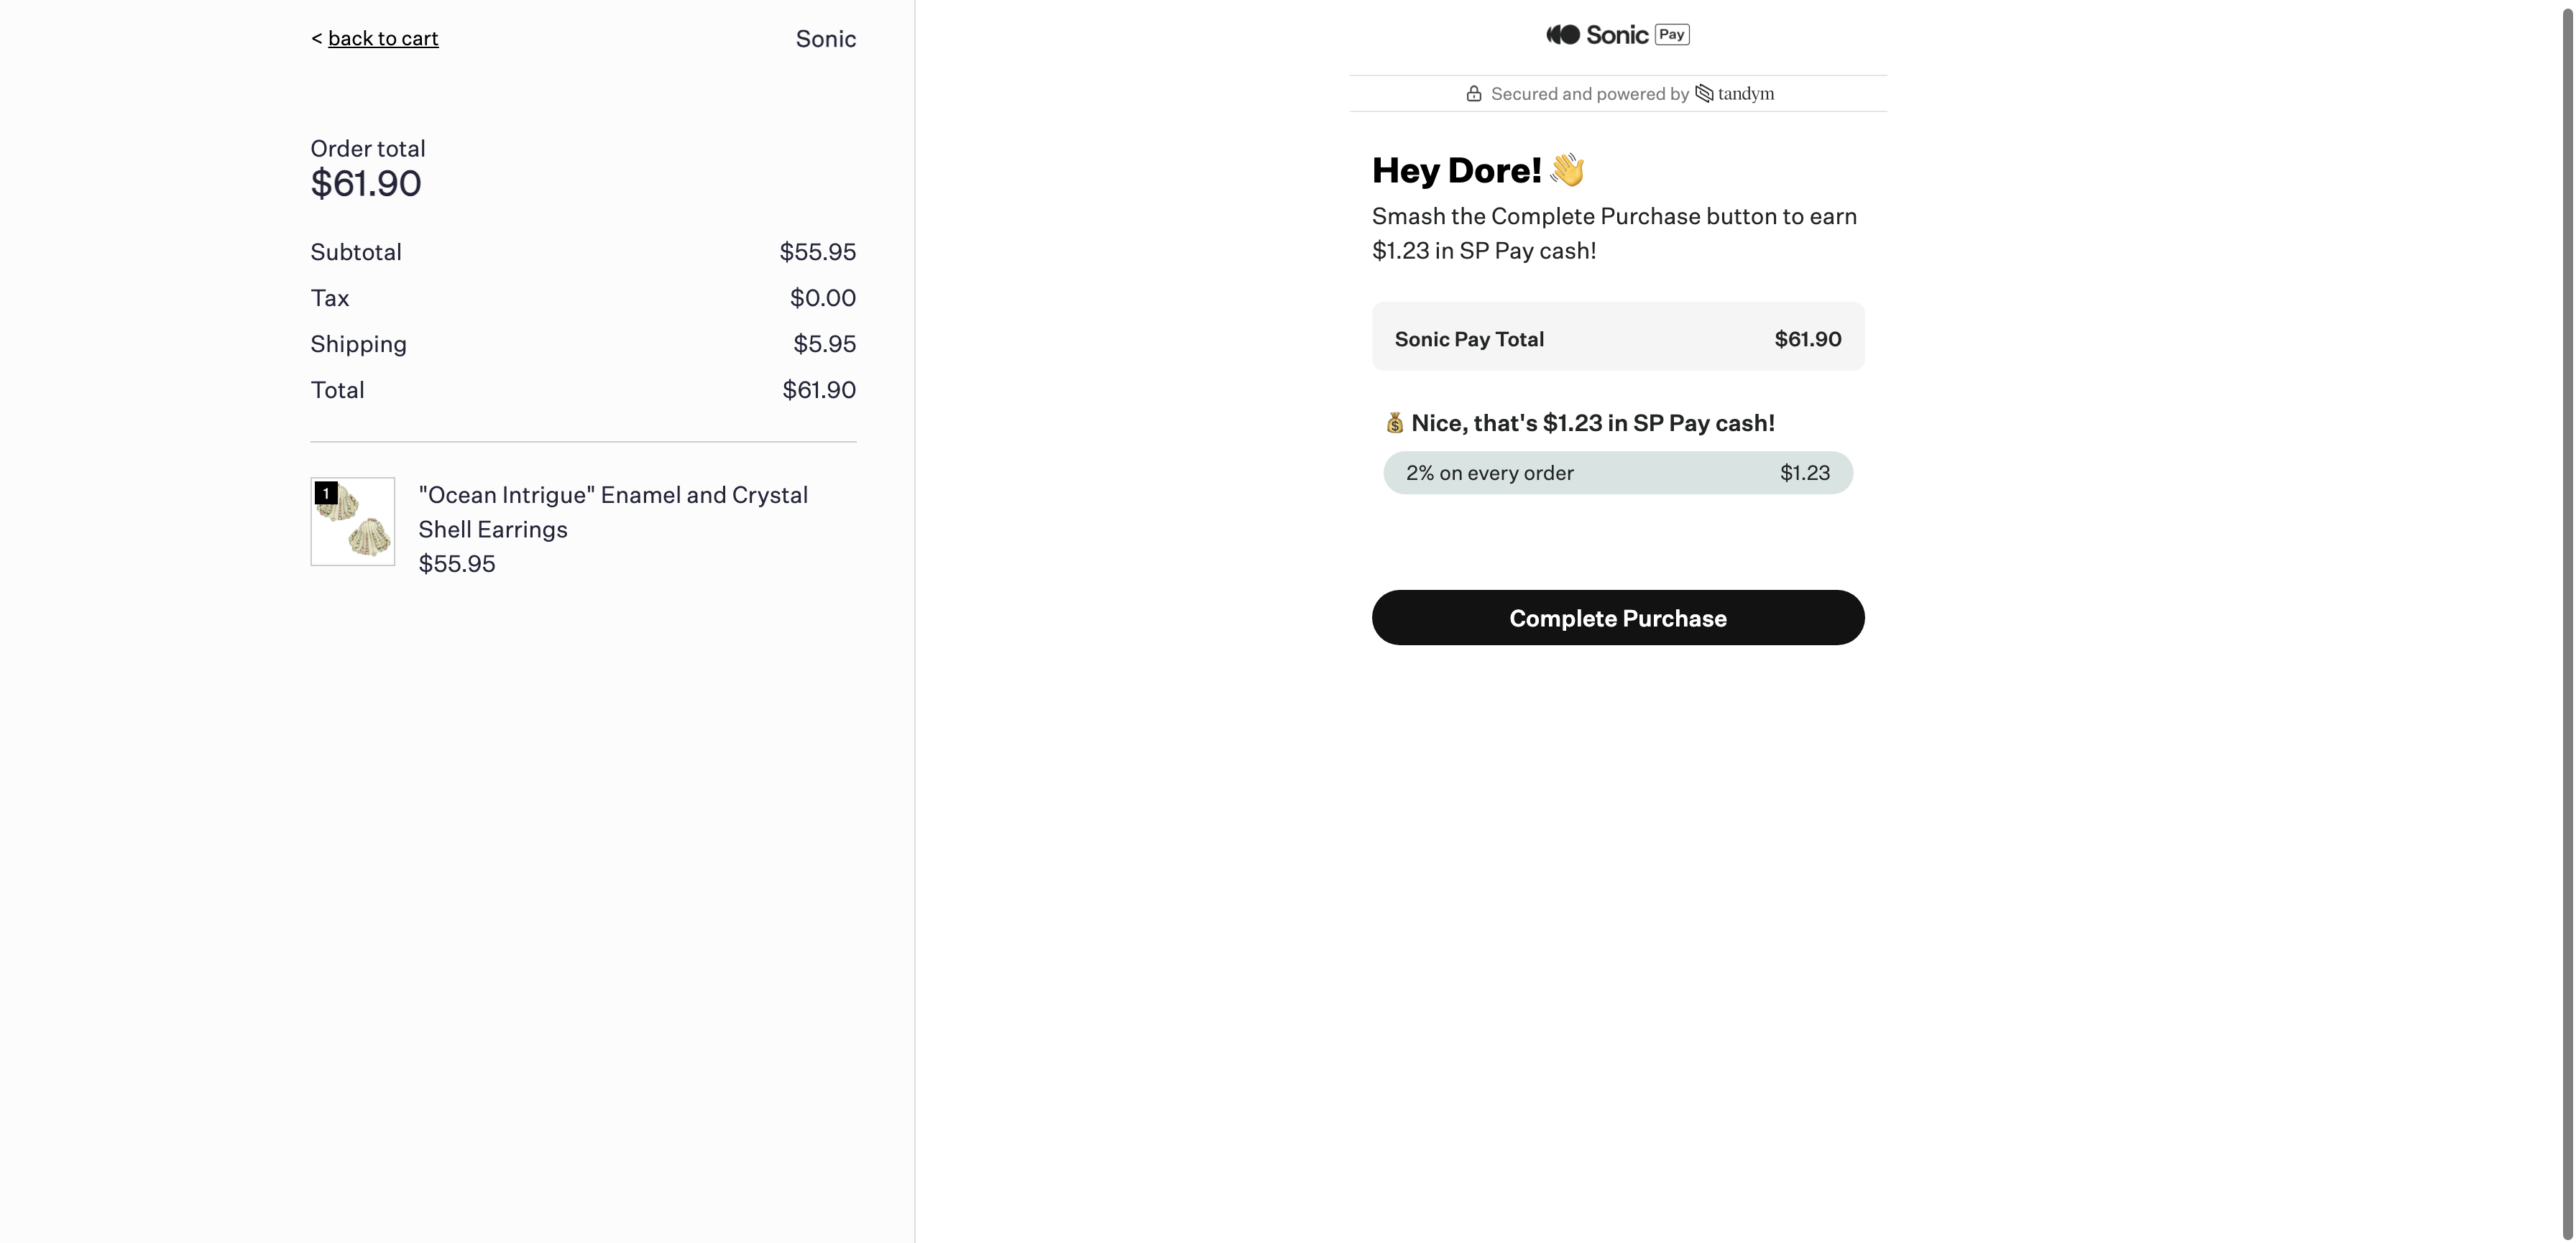 < back to cart
Sonic
Order total
$61.90
Subtotal $55.95
Tax $0.00
Shipping $5.95
Total $61.90
1
"Ocean Intrigue" Enamel and Crystal
Shell Earrings
$55.95
Sonic Pay
Secured and powered by tandym
Hey Dore! 👋
Smash the Complete Purchase button to earn
$1.23 in SP Pay cash!
Sonic Pay Total $61.90
💰 Nice, that's $1.23 in SP Pay cash!
2% on every order $1.23
Complete Purchase